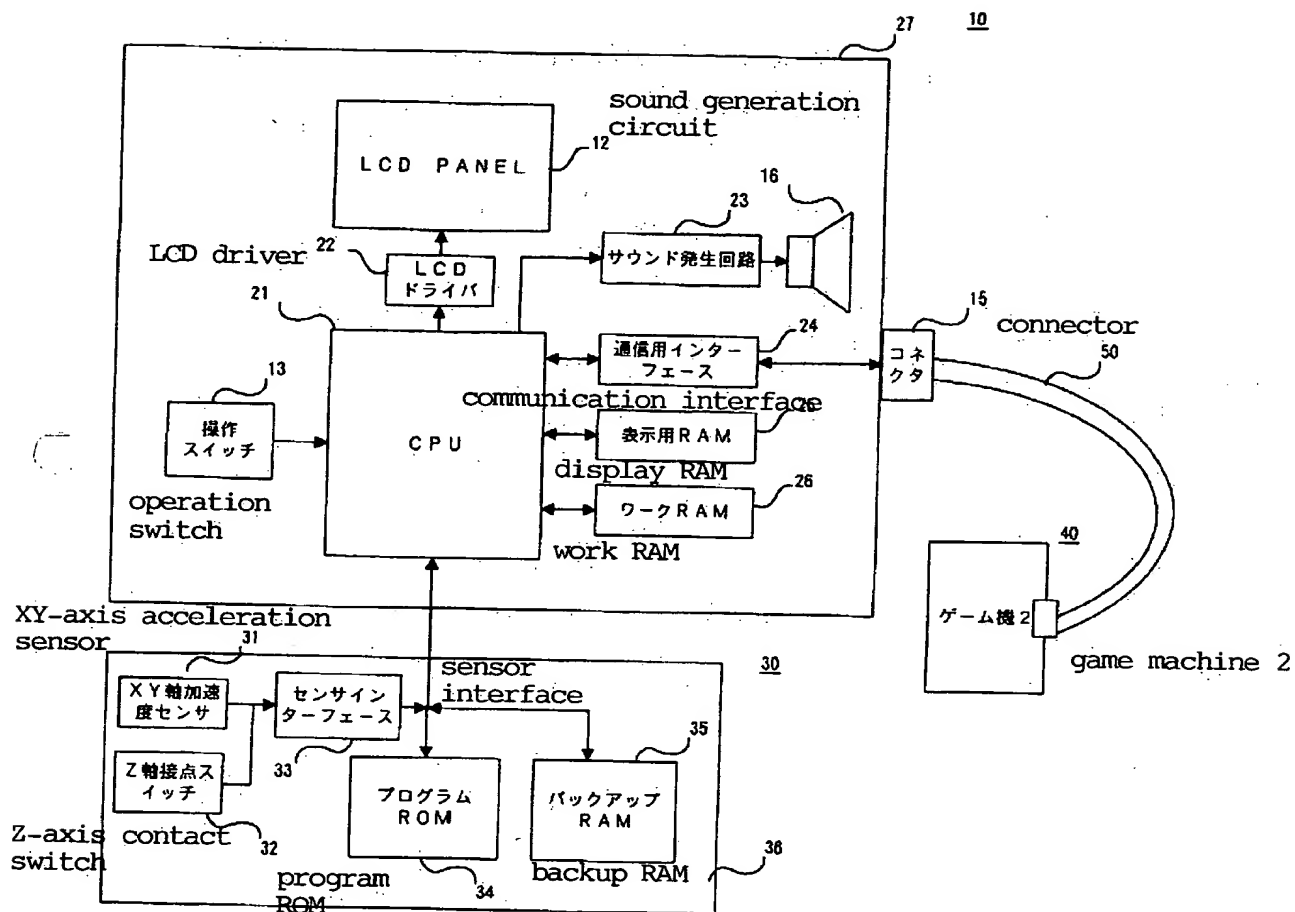 27
10
sound generation
circuit
LCD PANEL
12
16
23
LCD driver
22
LCD
ドライバ
サウンド発生回路
21
24
15
connector
50
通信用インター
フェース
コネ
クタ
13
communication interface
25
操作
スイッチ
CPU
表示用RAM
display RAM
26
operation
switch
ワークRAM
work RAM
40
ゲーム機2
game machine 2
XY-axis acceleration
sensor
31
30
sensor
interface
XY軸加速
度センサ
センサイン
ターフェース
33
35
Z軸接点ス
イッチ
プログラム
ROM
バックアップ
RAM
Z-axis contact
switch
32
36
backup RAM
program
ROM
34